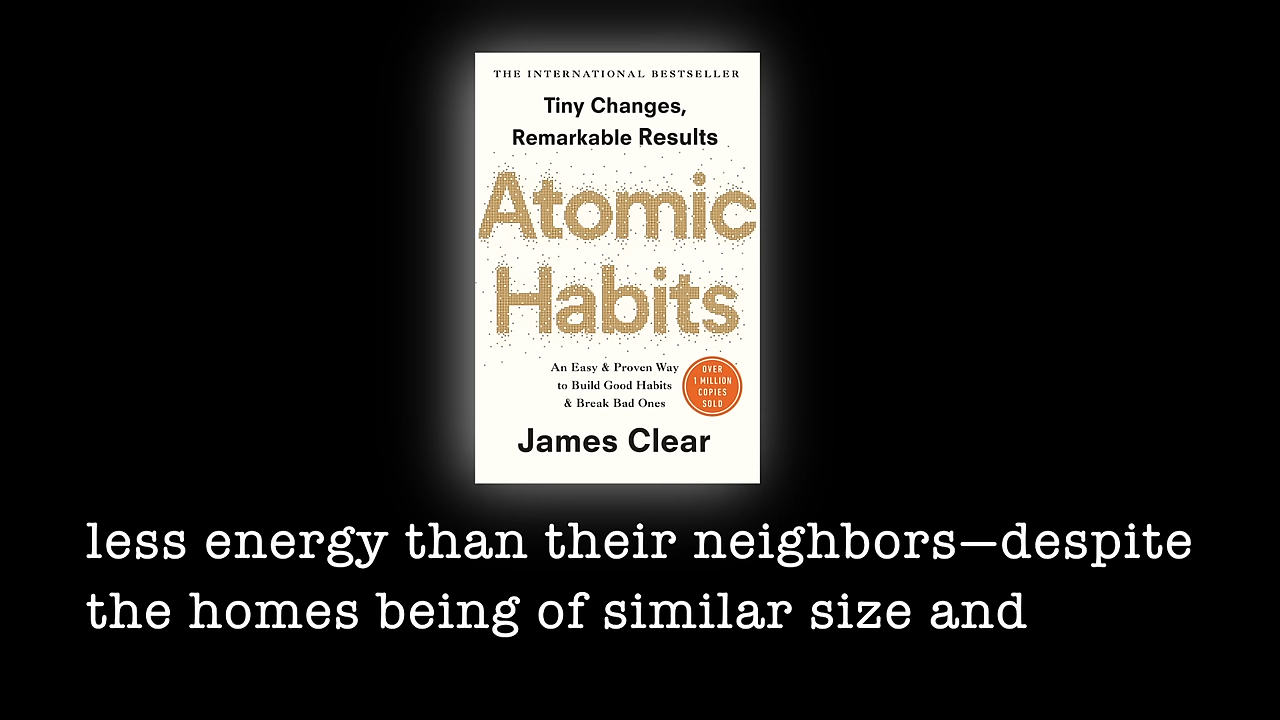 THE INTERNATIONAL BESTSELLER
Tiny Changes,
Remarkable Results
Atomic
Habits
An Easy & Proven Way
to Build Good Habits
& Break Bad Ones
OVER
1 MILLION
COPIES
SOLD
James Clear
less energy than their neighbors—despite
the homes being of similar size and